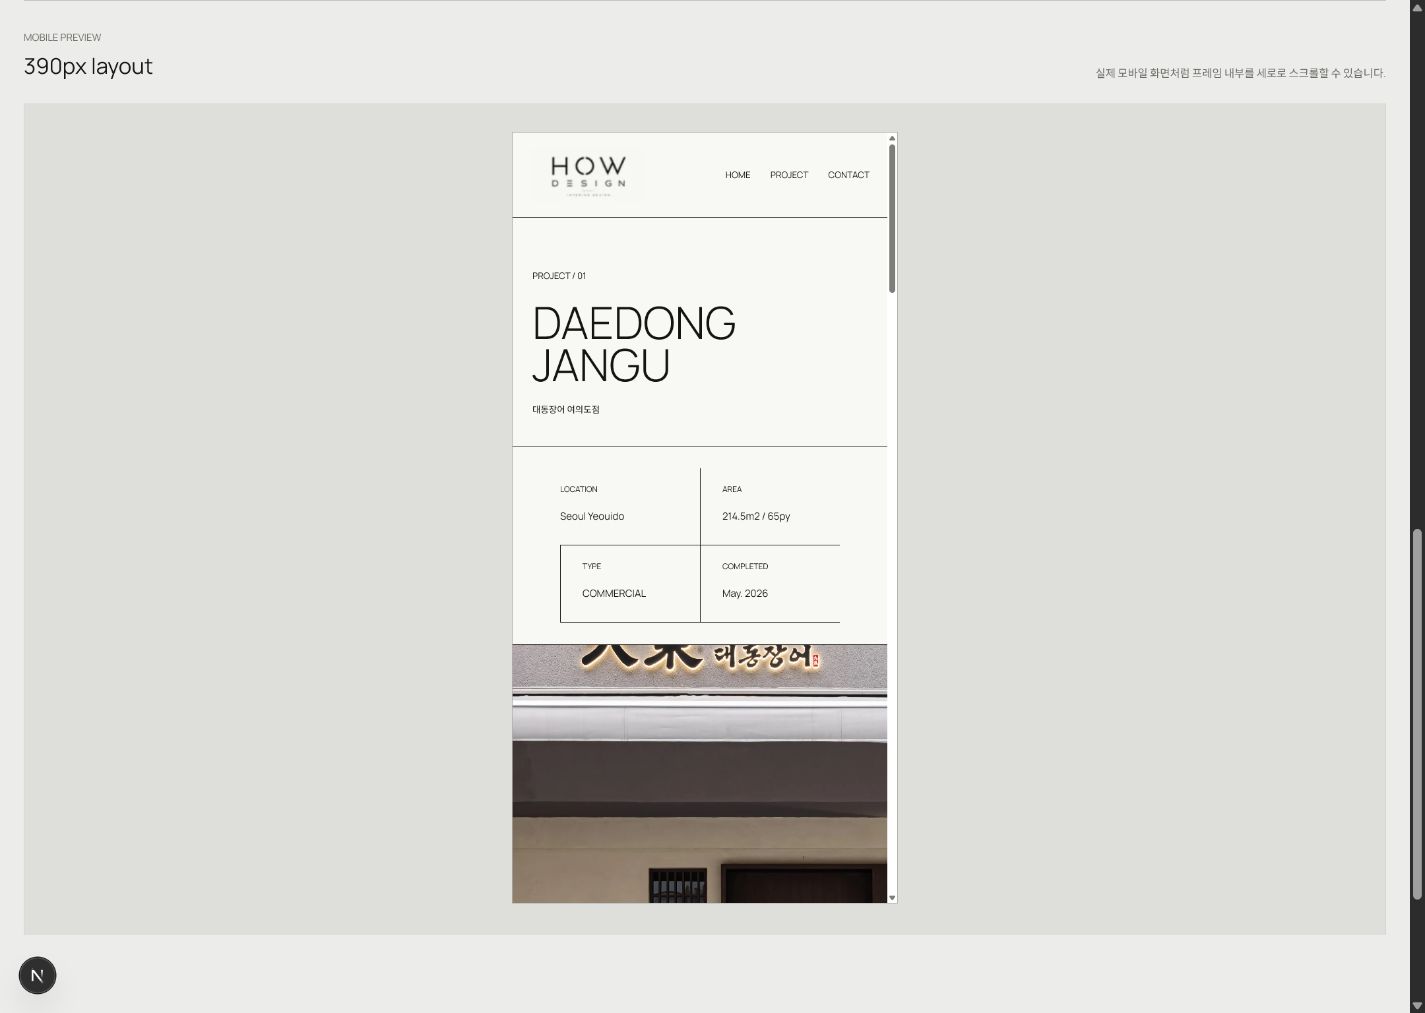 MOBILE PREVIEW
390px layout
실제 모바일 화면처럼 프레임 내부를 세로로 스크롤할 수 있습니다.
HOW
DESIGN
HOME PROJECT CONTACT
PROJECT / 01
DAEDONG
JANGU
대동장어 여의도점
LOCATION
Seoul Yeouido
AREA
214.5m2 / 65py
TYPE
COMMERCIAL
COMPLETED
May. 2026
대동장어
N